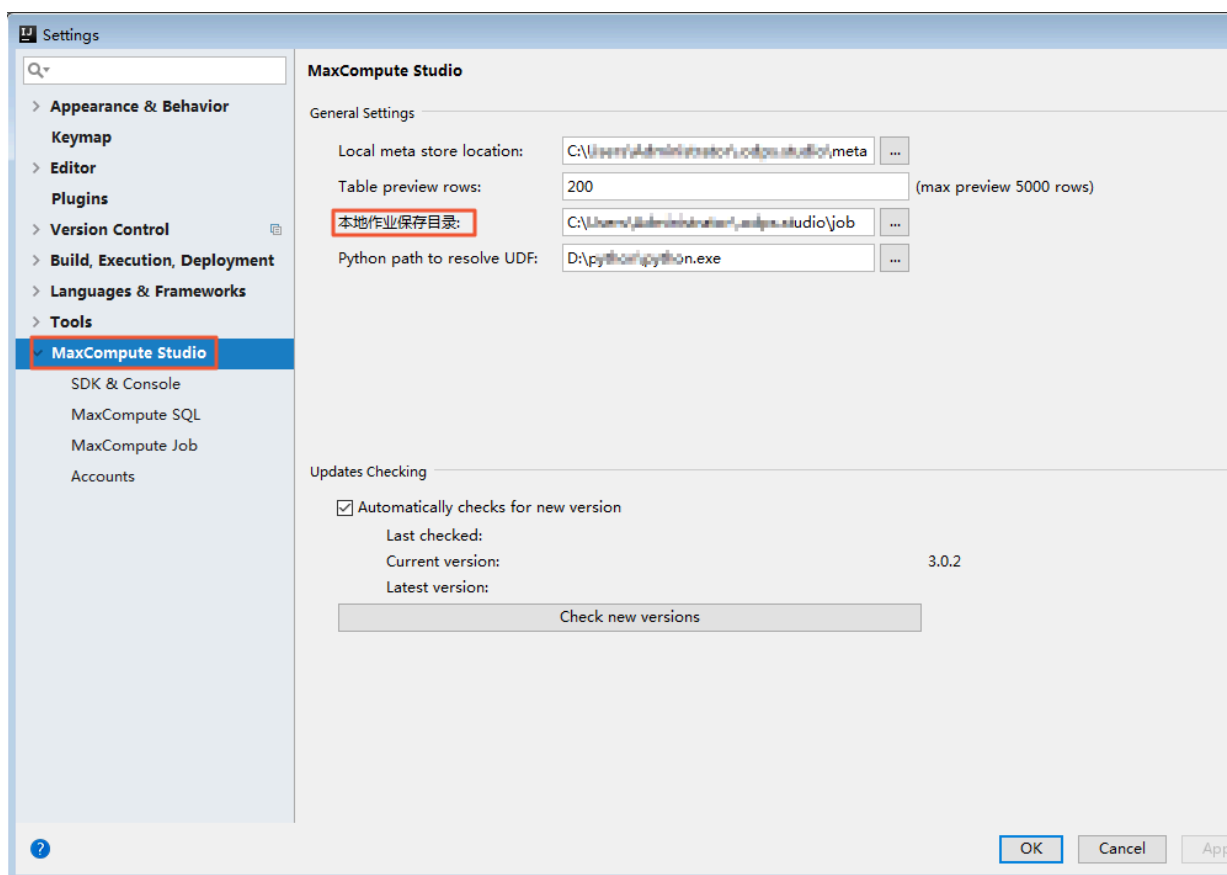 Settings
MaxCompute Studio
General Settings
Appearance & Behavior
Keymap
Editor
Plugins
Version Control
Build, Execution, Deployment
Languages & Frameworks
Tools
MaxCompute Studio
SDK & Console
MaxCompute SQL
MaxCompute Job
Accounts
Local meta store location: C:\ \meta ...
Table preview rows: 200 (max preview 5000 rows)
本地作业保存目录: C:\ \job ...
Python path to resolve UDF: D:\ ...
Updates Checking
Automatically checks for new version
Last checked:
Current version: 3.0.2
Latest version:
Check new versions
?
OK Cancel